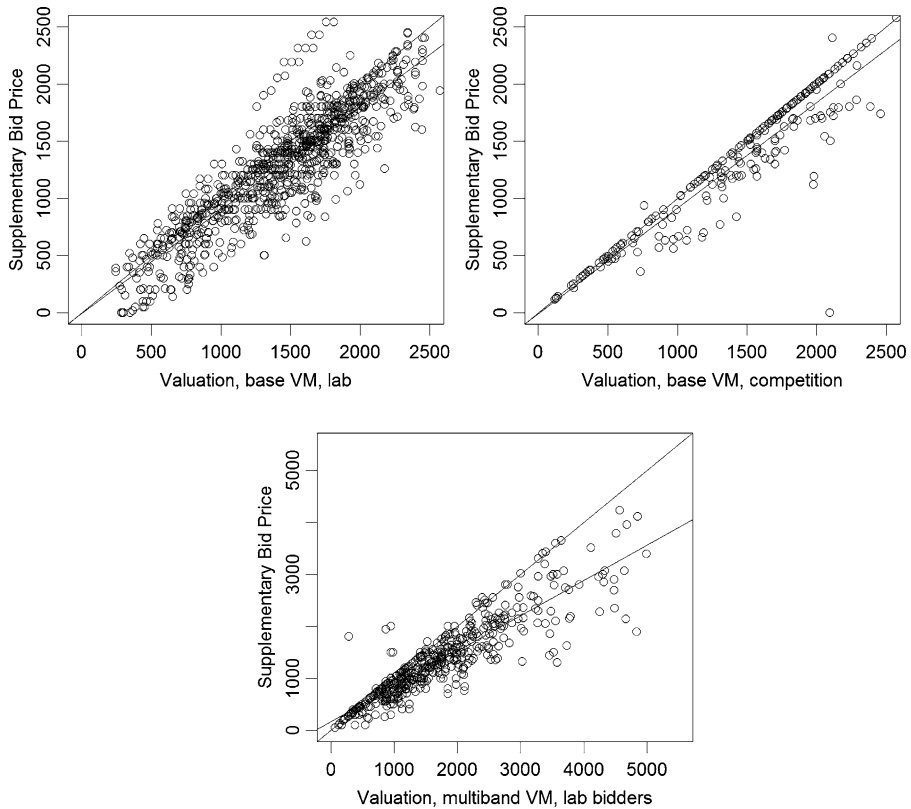 Supplementary Bid Price
2500
2000
1500
1000
500
0
0 500 1000 1500 2000 2500
Valuation, base VM, lab
Supplementary Bid Price
2500
2000
1500
1000
500
0
0 500 1000 1500 2000 2500
Valuation, base VM, competition
Supplementary Bid Price
5000
3000
1000
0
0 1000 2000 3000 4000 5000
Valuation, multiband VM, lab bidders